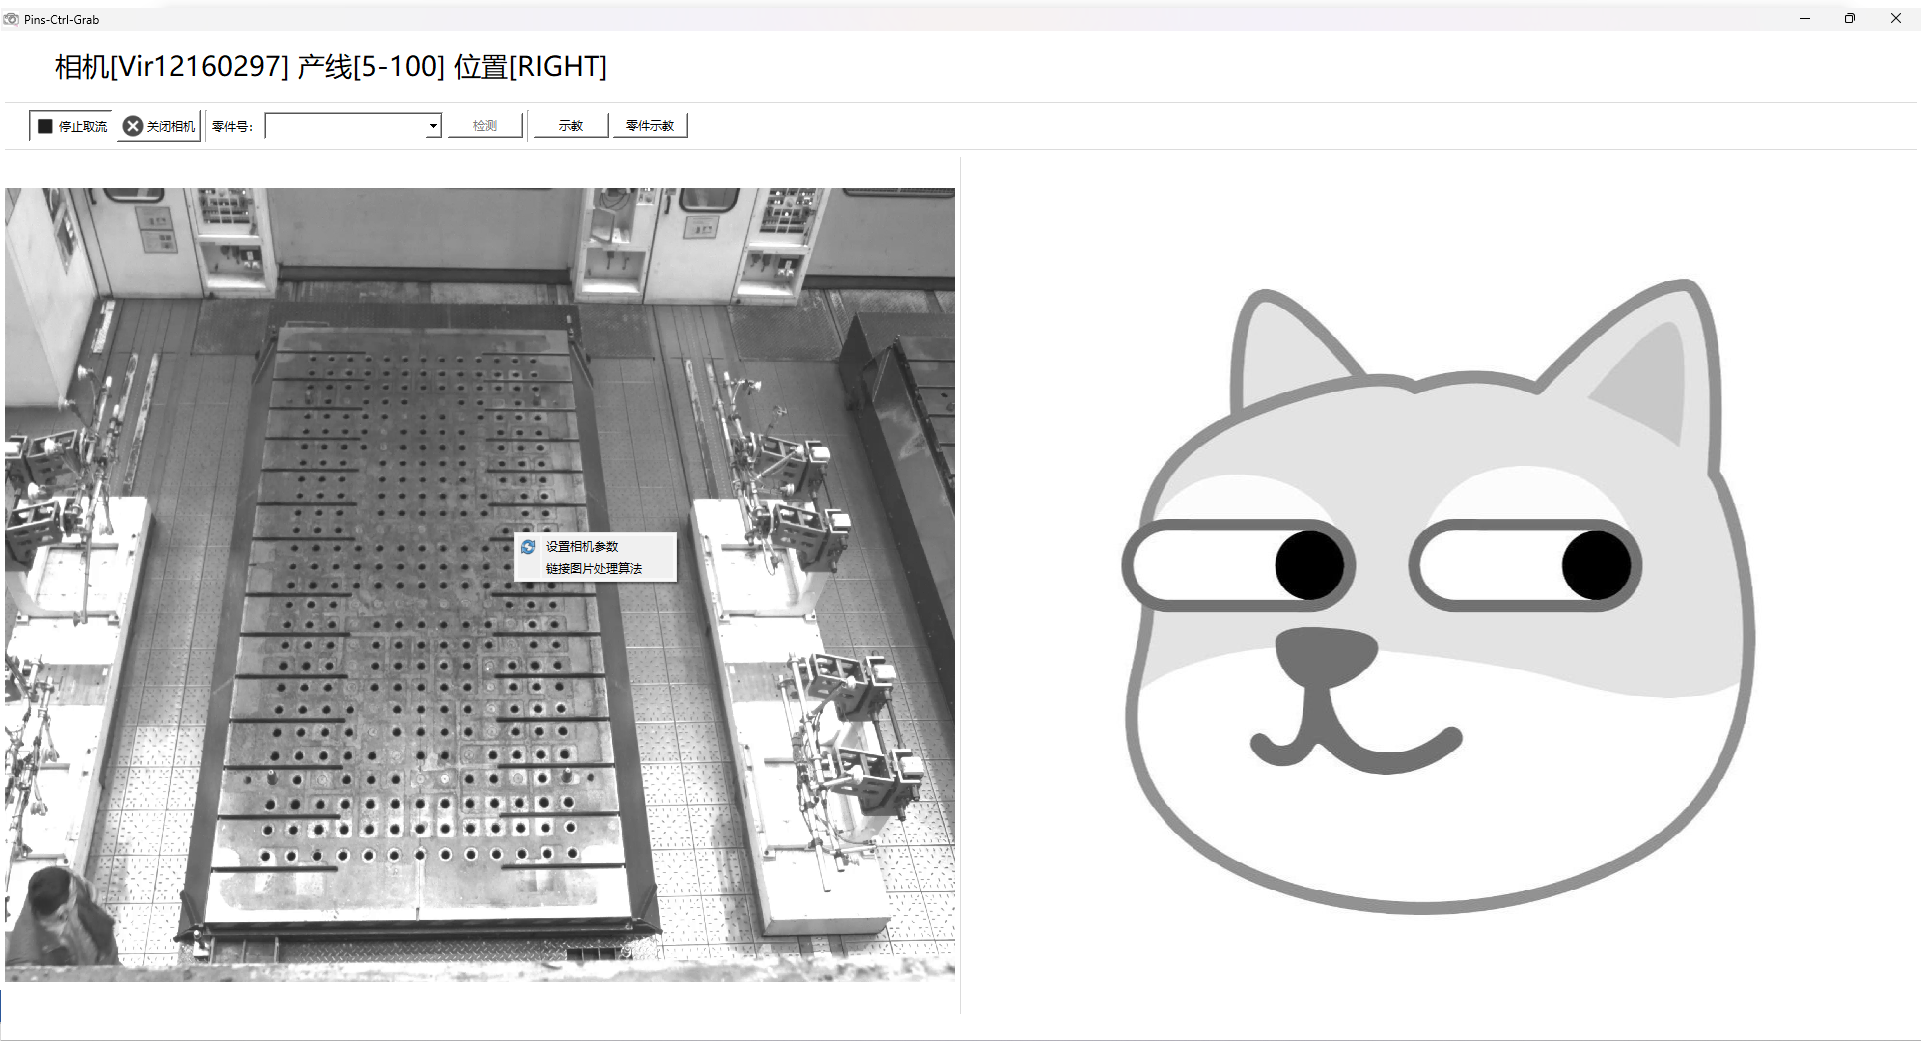 Pins-Ctrl-Grab
相机[Vir12160297] 产线[5-100] 位置[RIGHT]
停止取流 关闭相机 零件号: 检测 示教 零件示教
设置相机参数
链接图片处理算法